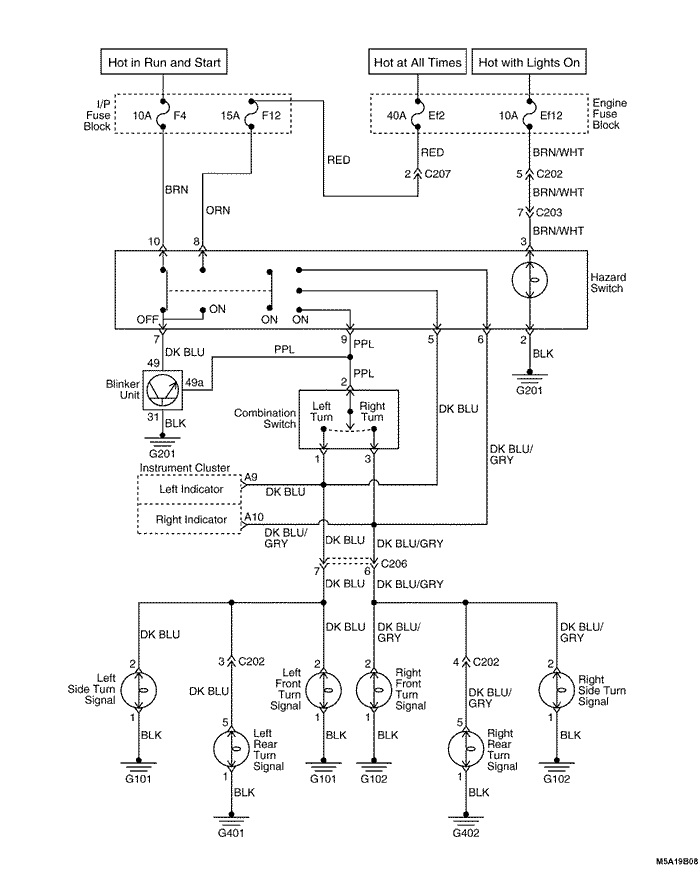 Hot in Run and Start
Hot at All Times
Hot with Lights On
I/P
Fuse
Block
10A
F4
15A
F12
40A
Ef2
10A
Ef12
Engine
Fuse
Block
RED
RED
BRN/WHT
2
C207
5
C202
BRN
BRN/WHT
ORN
7
C203
BRN/WHT
10
8
3
Hazard
Switch
OFF
ON
ON
ON
7
9
5
6
2
DK BLU
PPL
PPL
BLK
49
49a
Blinker
Unit
PPL
G201
31
BLK
2
Combination
Switch
Left
Turn
Right
Turn
DK BLU
G201
1
3
DK BLU/
GRY
Instrument Cluster
Left Indicator
A9
DK BLU
Right Indicator
A10
DK BLU/
GRY
DK BLU
DK BLU/GRY
7
6
C206
DK BLU
DK BLU/GRY
DK BLU
DK BLU
DK BLU/
GRY
DK BLU/
GRY
3
C202
4
C202
2
2
2
2
Left
Side Turn
Signal
DK BLU
Left
Front
Turn
Signal
Right
Front
Turn
Signal
DK BLU/
GRY
Right
Side Turn
Signal
1
1
1
1
BLK
5
BLK
BLK
5
BLK
Left
Rear
Turn
Signal
Right
Rear
Turn
Signal
G101
G101
G102
G102
1
1
BLK
BLK
G401
G402
M5A19B08